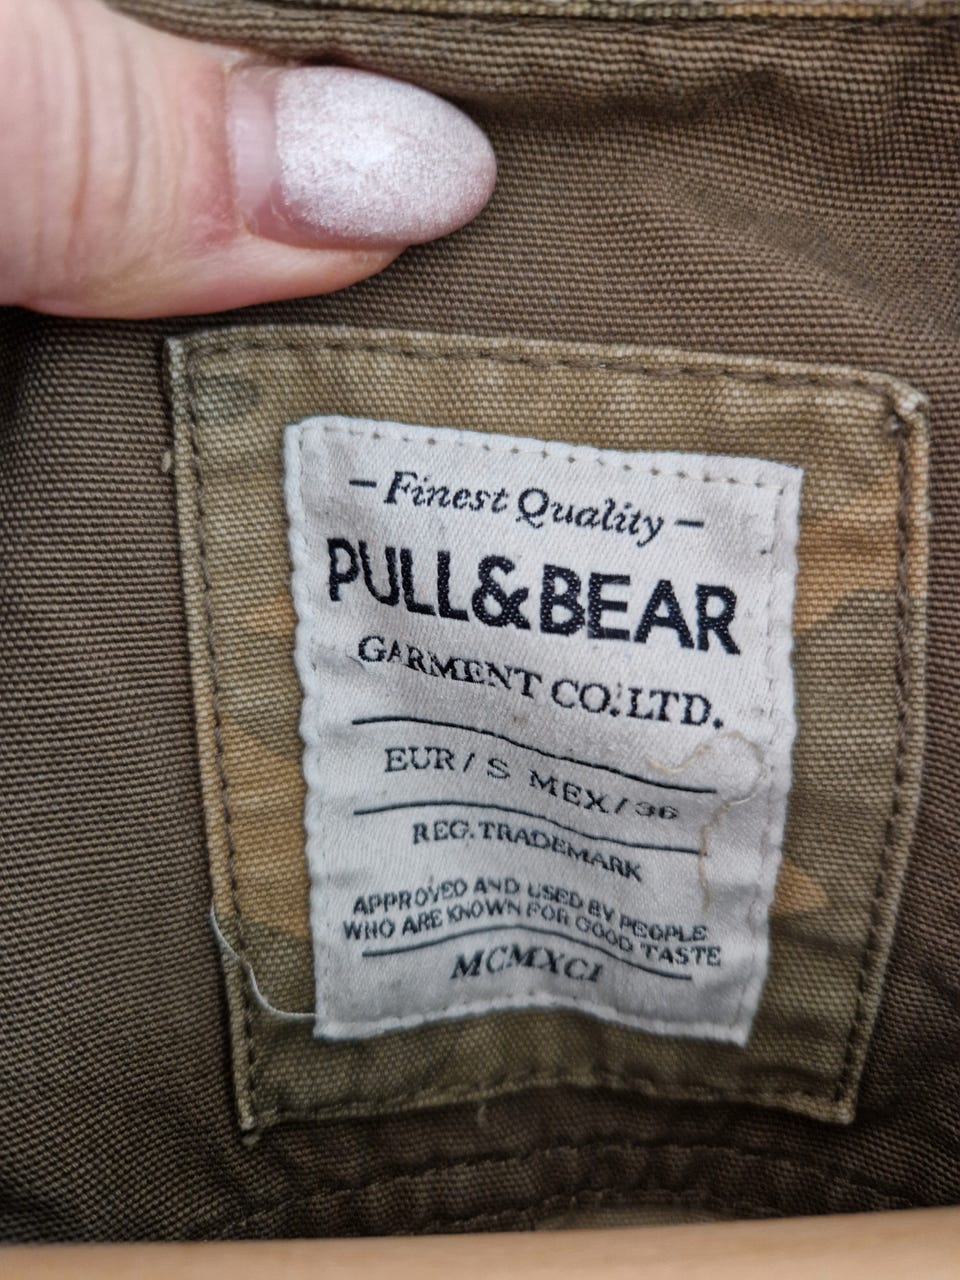 - Finest Quality -
PULL&BEAR
GARMENT CO. LTD.
EUR/S MEX/36
REG. TRADEMARK
APPROVED AND USED BY PEOPLE
WHO ARE KNOWN FOR GOOD TASTE
MCMXCI